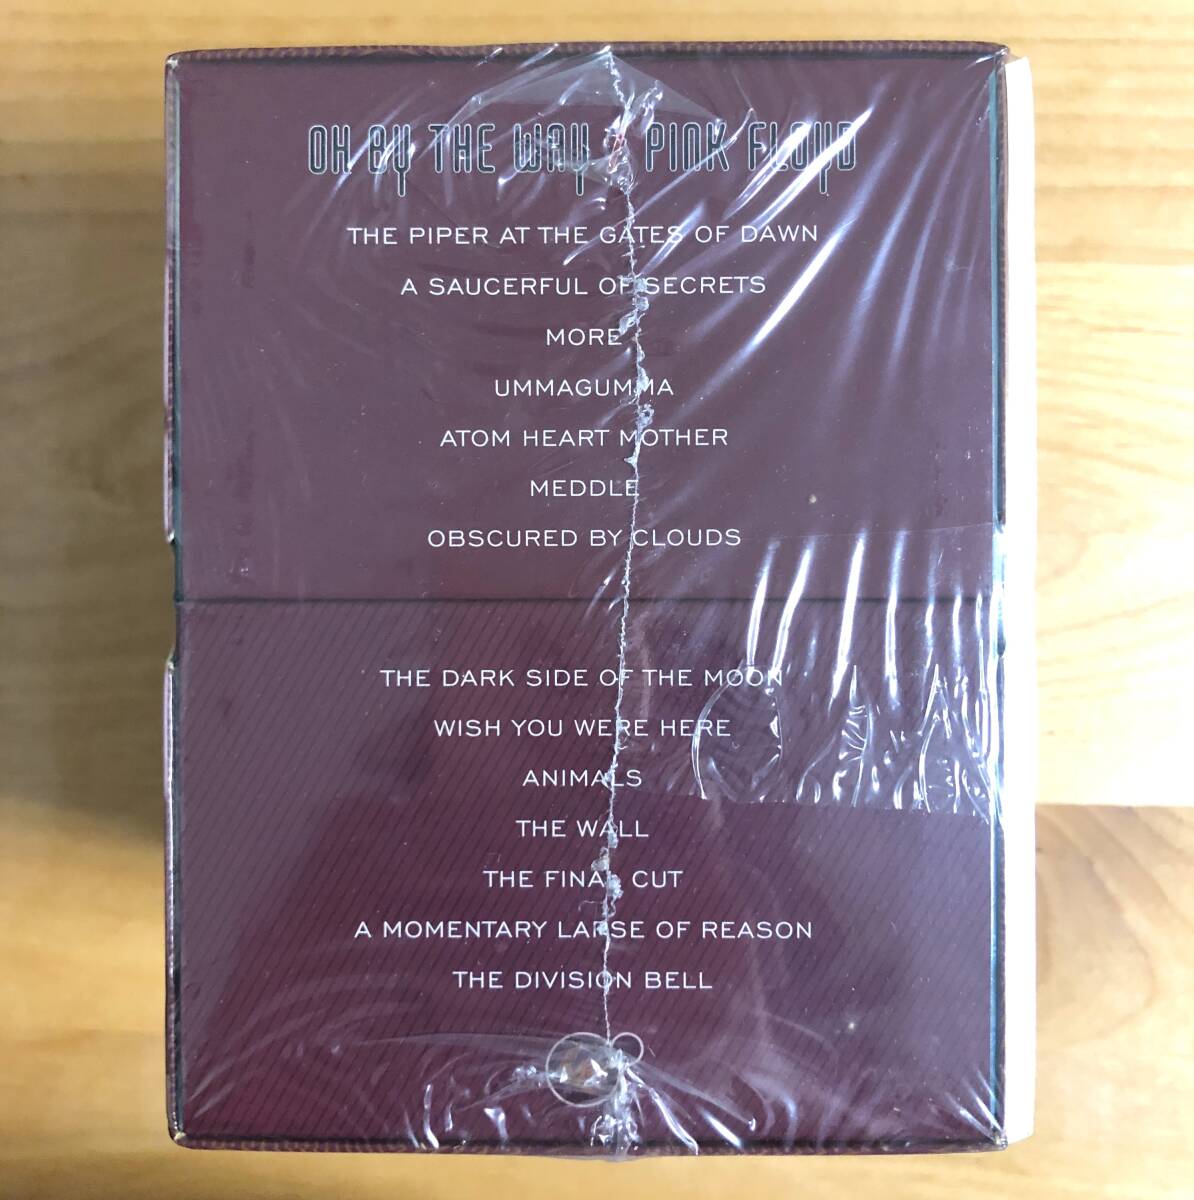 OH BY THE WAY PINK FLOYD
THE PIPER AT THE GATES OF DAWN
A SAUCERFUL OF SECRETS
MORE
UMMAGUMMA
ATOM HEART MOTHER
MEDDLE
OBSCURED BY CLOUDS
THE DARK SIDE OF THE MOON
WISH YOU WERE HERE
ANIMALS
THE WALL
THE FINAL CUT
A MOMENTARY LAPSE OF REASON
THE DIVISION BELL